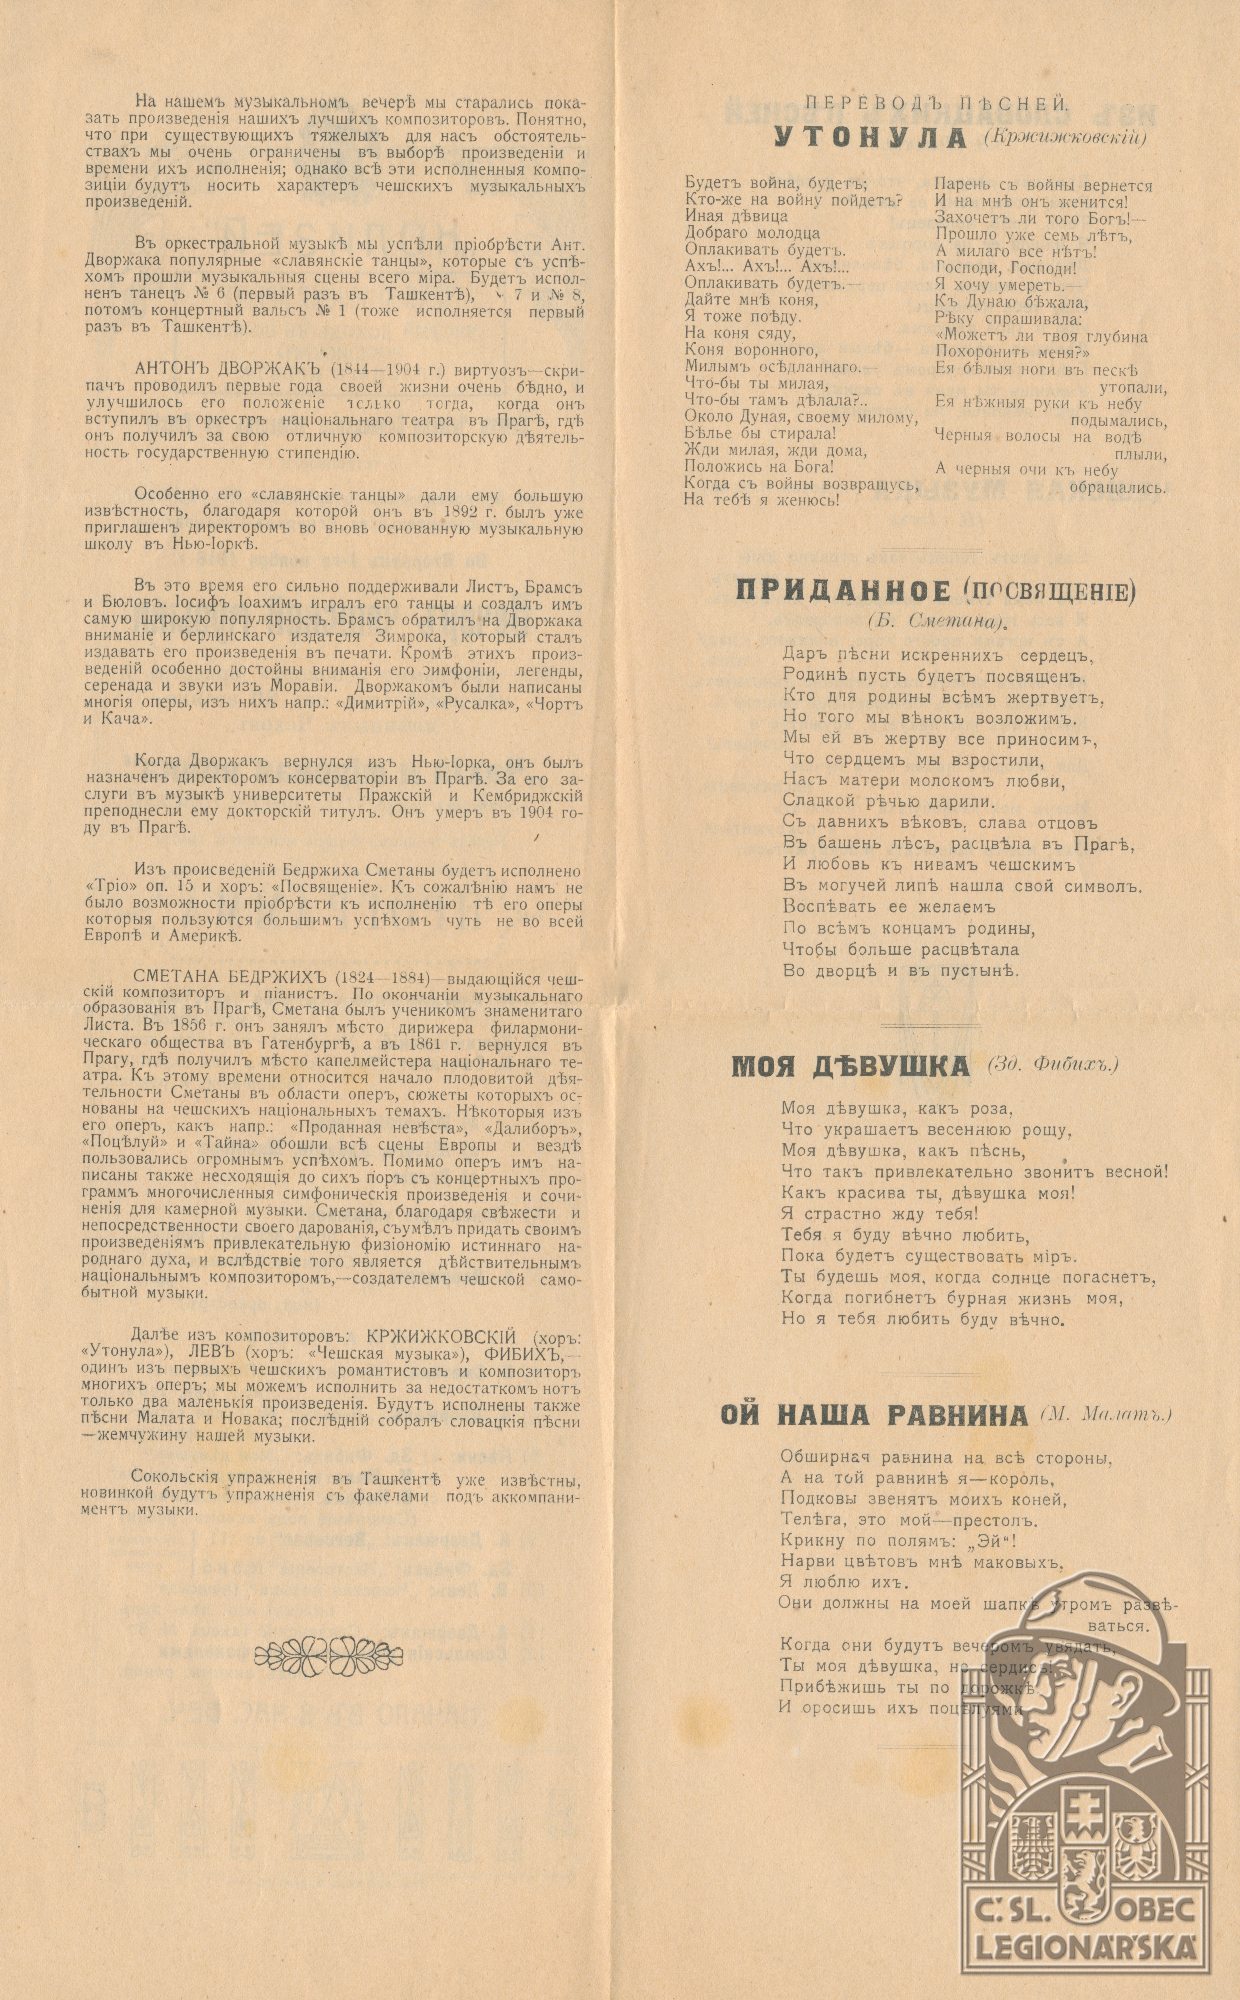 На нашемъ музыкальномъ вечерѣ мы старались пока-
зать произведенія нашихъ лучшихъ композиторовъ. Понятно,
что при существующихъ тяжелыхъ для насъ обстоятель-
ствахъ мы очень ограничены въ выборѣ произведеніи и
времени ихъ исполненія; однако всѣ эти исполненныя компо-
зиціи будутъ носить характеръ чешскихъ музыкальныхъ
произведеній.
Въ оркестральной музыкѣ мы успѣли пріобрѣсти Ант.
Дворжака популярные «славянскіе танцы», которые съ успѣ-
хомъ прошли музыкальныя сцены всего міра. Будетъ испол-
ненъ танецъ № 6 (первый разъ въ Ташкентѣ), 7 и № 8,
потомъ концертный вальсъ № 1 (тоже исполняется первый
разъ въ Ташкентѣ).
АНТОНЪ ДВОРЖАКЪ (1844—1904 г.) виртуозъ—скри-
пачъ проводилъ первые года своей жизни очень бѣдно, и
улучшилось его положеніе только тогда, когда онъ
вступилъ въ оркестръ національнаго театра въ Прагѣ, гдѣ
онъ получилъ за свою отличную композиторскую дѣятель-
ность государственную стипендію.
Особенно его «славянскіе танцы» дали ему большую
извѣстность, благодаря которой онъ въ 1892 г. былъ уже
приглашенъ директоромъ во вновь основанную музыкальную
школу въ Нью-Іоркѣ.
Въ это время его сильно поддерживали Листъ, Брамсъ
и Бюловъ. Іосифъ Іоахимъ игралъ его танцы и создалъ имъ
самую широкую популярность. Брамсъ обратилъ на Дворжака
вниманіе и берлинскаго издателя Зимрока, который сталъ
издавать его произведенія въ печати. Кромѣ этихъ произ-
веденій особенно достойны вниманія его симфоніи, легенды,
серенада и звуки изъ Моравіи. Дворжакомъ были написаны
многія оперы, изъ нихъ напр.: «Димитрій», «Русалка», «Чортъ
и Кача».
Когда Дворжакъ вернулся изъ Нью-Іорка, онъ былъ
назначенъ директоромъ консерваторіи въ Прагѣ. За его за-
слуги въ музыкѣ университеты Пражскій и Кембриджскій
преподнесли ему докторскій титулъ. Онъ умеръ въ 1904 го-
ду въ Прагѣ.
Изъ происведеній Бедржиха Сметаны будетъ исполнено
«Тріо» оп. 15 и хоръ: «Посвященіе». Къ сожалѣнію намъ не
было возможности пріобрѣсти къ исполненію тѣ его оперы
которыя пользуются большимъ успѣхомъ чуть не во всей
Европѣ и Америкѣ.
СМЕТАНА БЕДРЖИХЪ (1824—1884)—выдающійся чеш-
скій композиторъ и піанистъ. По окончаніи музыкальнаго
образованія въ Прагѣ, Сметана былъ ученикомъ знаменитаго
Листа. Въ 1856 г. онъ занялъ мѣсто дирижера филармони-
ческаго общества въ Гатенбургѣ, а въ 1861 г. вернулся въ
Прагу, гдѣ получилъ мѣсто капелмейстера національнаго те-
атра. Къ этому времени относится начало плодовитой дѣя-
тельности Сметаны въ области оперъ, сюжеты которыхъ ос-
нованы на чешскихъ національныхъ темахъ. Нѣкоторыя изъ
его оперъ, какъ напр.: «Проданная невѣста», «Далиборъ»,
«Поцѣлуй» и «Тайна» обошли всѣ сцены Европы и вездѣ
пользовались огромнымъ успѣхомъ. Помимо оперъ имъ на-
писаны также несходящія до сихъ поръ съ концертныхъ про-
граммъ многочисленныя симфоническія произведенія и сочи-
ненія для камерной музыки. Сметана, благодаря свѣжести и
непосредственности своего дарованія, съумѣлъ придать своимъ
произведеніямъ привлекательную физіономію истиннаго на-
роднаго духа, и вслѣдствіе того является дѣйствительнымъ
національнымъ композиторомъ,—создателемъ чешской само-
бытной музыки.
Далѣе изъ композиторовъ: КРЖИЖКОВСКІЙ (хоръ:
«Утонула»), ЛЕВЪ (хоръ: «Чешская музыка»), ФИБИХЪ,—
одинъ изъ первыхъ чешскихъ романтистовъ и композиторъ
многихъ оперъ; мы можемъ исполнить за недостаткомъ нотъ
только два маленькія произведенія. Будутъ исполнены также
пѣсни Малата и Новака; послѣдній собралъ словацкія пѣсни
—жемчужину нашей музыки.
Сокольскія упражненія въ Ташкентѣ уже извѣстны,
новинкой будутъ упражненія съ факелами подъ аккомпани-
ментъ музыки.
ПЕРЕВОДЪ ПѢСНЕЙ.
УТОНУЛА (Кржижковскій)
Будетъ война, будетъ;
Кто-же на войну пойдетъ?
Иная дѣвица
Добраго молодца
Оплакивать будетъ.
Ахъ!... Ахъ!... Ахъ!...
Оплакивать будетъ.—
Дайте мнѣ коня,
Я тоже поѣду.
На коня сяду,
Коня воронного,
Милымъ осѣдланнаго.—
Что-бы ты милая,
Что-бы тамъ дѣлала?..
Около Дуная, своему милому,
Бѣлье бы стирала!
Жди милая, жди дома,
Положись на Бога!
Когда съ войны возвращусь,
На тебѣ я женюсь!
Парень съ войны вернется
И на мнѣ онъ женится!
Захочетъ ли того Богъ!—
Прошло уже семь лѣтъ,
А милаго все нѣтъ!
Господи, Господи!
Я хочу умереть.—
Къ Дунаю бѣжала,
Рѣку спрашивала:
«Можетъ ли твоя глубина
Похоронить меня?»
Ея бѣлыя ноги въ пескѣ
утопали,
Ея нѣжныя руки къ небу
подымались,
Черныя волосы на водѣ
плыли,
А черныя очи къ небу
обращались.
ПРИДАННОЕ (ПОСВЯЩЕНІЕ)
(Б. Сметана).
Даръ пѣсни искреннихъ сердецъ,
Родинѣ пусть будетъ посвященъ.
Кто для родины всѣмъ жертвуетъ,
Но того мы вѣнокъ возложимъ.
Мы ей въ жертву все приносимъ,
Что сердцемъ мы взростили,
Насъ матери молокомъ любви,
Сладкой рѣчью дарили.
Съ давнихъ вѣковъ, слава отцовъ
Въ башень лѣсъ, расцвѣла въ Прагѣ,
И любовь къ нивамъ чешскимъ
Въ могучей липѣ нашла свой символъ.
Воспѣвать ее желаемъ
По всѣмъ концамъ родины,
Чтобы больше расцвѣтала
Во дворцѣ и въ пустынѣ.
МОЯ ДѢВУШКА (Зд. Фибихъ.)
Моя дѣвушка, какъ роза,
Что украшаетъ весеннюю рощу,
Моя дѣвушка, какъ пѣснь,
Что такъ привлекательно звонитъ весной!
Какъ красива ты, дѣвушка моя!
Я страстно жду тебя!
Тебя я буду вѣчно любить,
Пока будетъ существовать міръ.
Ты будешь моя, когда солнце погаснетъ,
Когда погибнетъ бурная жизнь моя,
Но я тебя любить буду вѣчно.
ОЙ НАША РАВНИНА (М. Малатъ.)
Обширная равнина на всѣ стороны,
А на той равнинѣ я—король,
Подковы звенятъ моихъ коней,
Телѣга, это мой—престолъ.
Крикну по полямъ: „Эй“!
Нарви цвѣтовъ мнѣ маковыхъ,
Я люблю ихъ.
Они должны на моей шапкѣ утромъ развѣ-
ваться.
Когда они будутъ вечеромъ увядать,
Ты моя дѣвушка, не сердись!
Прибѣжишь ты по дорожкѣ
И оросишь ихъ поцѣлуями.
Č. SL. OBEC
LEGIONÁŘSKÁ